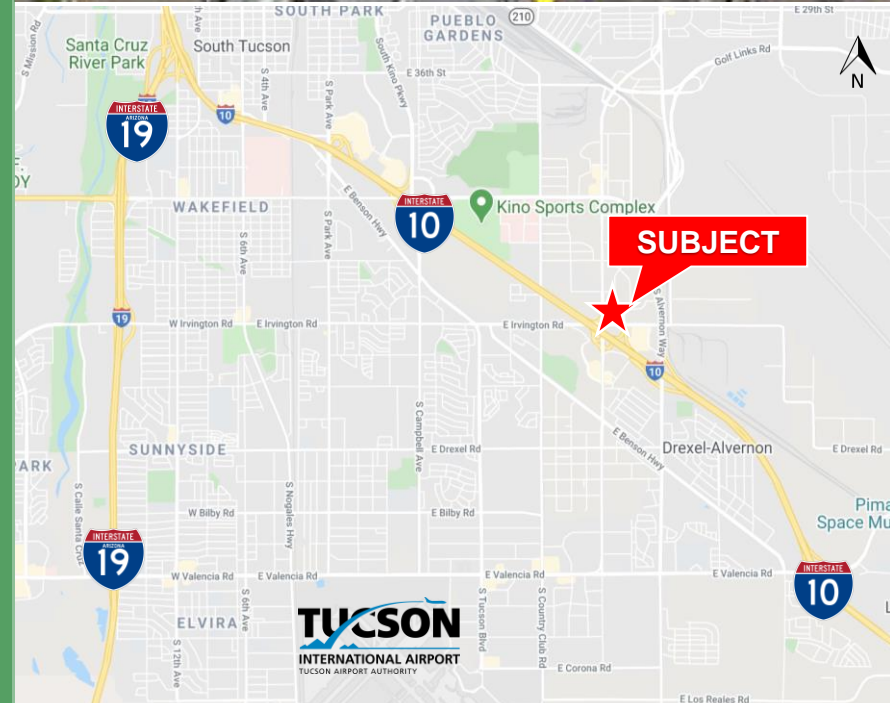 SOUTH PARK
E 29th St
210
PUEBLO
GARDENS
S Mission Rd
Santa Cruz
River Park
th Ave
South Tucson
S 4th Ave
S Park Ave
South Kino Pkwy
E 36th St
Golf Links Rd
N
INTERSTATE
ARIZONA
19
10
E Benson Hwy
WAKEFIELD
S 6th Ave
S Park Ave
INTERSTATE
10
Kino Sports Complex
SUBJECT
S Alvernon Way
19
W Irvington Rd
E Irvington Rd
E Irvington Rd
10
S Campbell Ave
E Benson Hwy
SUNNYSIDE
E Drexel Rd
Drexel-Alvernon
E Drexel Rd
PARK
S Calle Santa Cruz
S Nogales Hwy
W Bilby Rd
E Bilby Rd
Pima
Space Mu
INTERSTATE
ARIZONA
19
W Valencia Rd
E Valencia Rd
E Valencia Rd
E Valencia Rd
INTERSTATE
10
S 6th Ave
ELVIRA
S 12th Ave
TUCSON
INTERNATIONAL AIRPORT
TUCSON AIRPORT AUTHORITY
S Tucson Blvd
S Country Club Rd
E Corona Rd
E Los Reales Rd